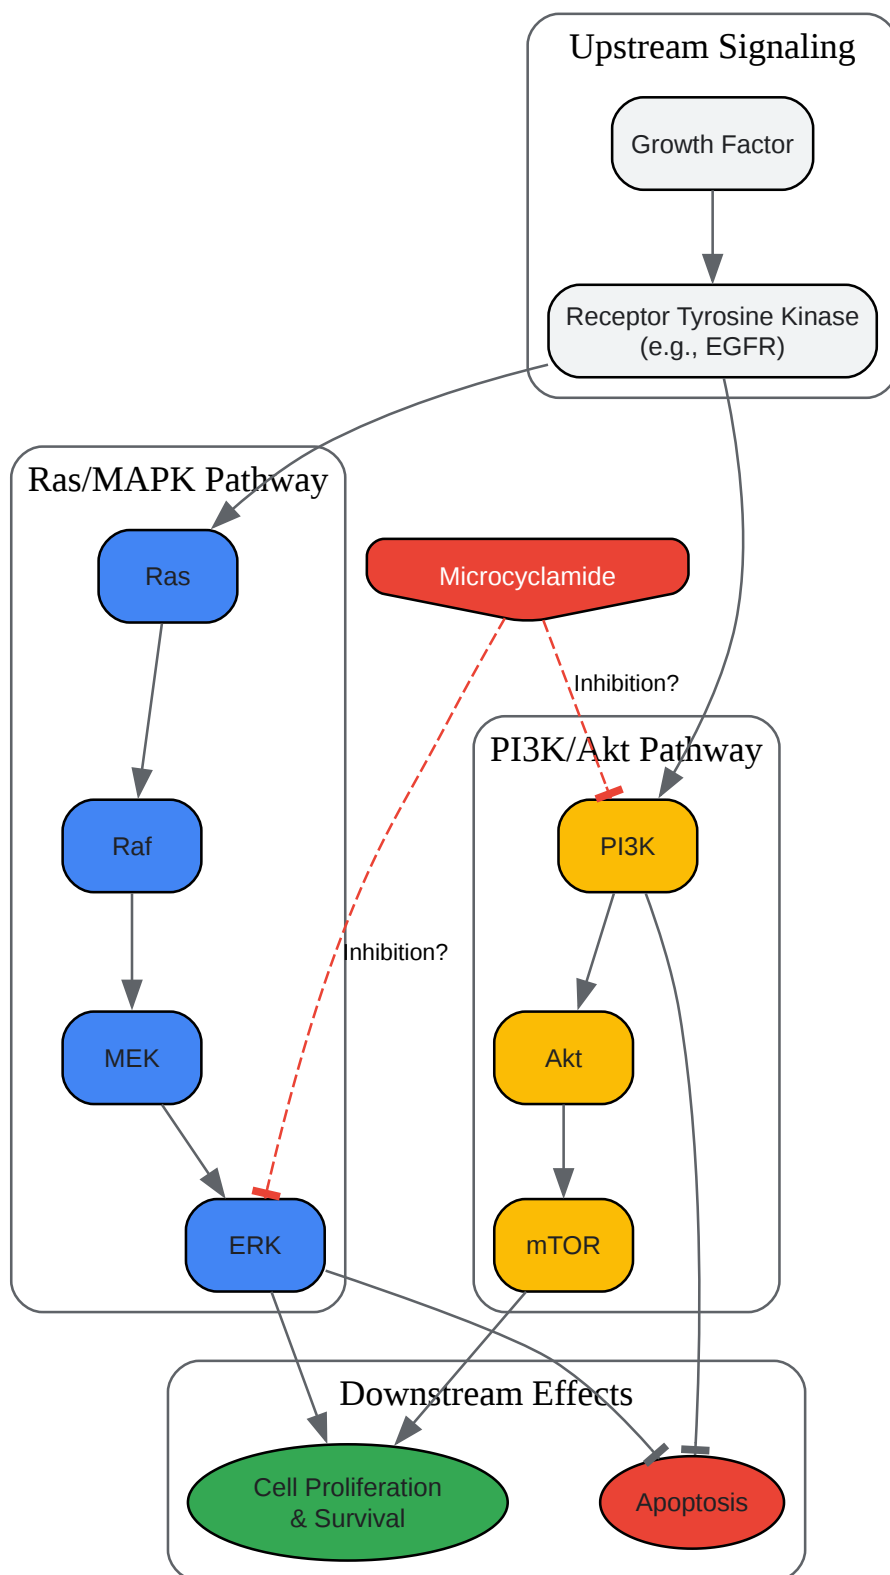 Upstream Signaling
Growth Factor
Receptor Tyrosine Kinase
(e.g., EGFR)
Ras/MAPK Pathway
Ras
Microcyclamide
Inhibition?
PI3K/Akt Pathway
Raf
PI3K
Inhibition?
MEK
Akt
ERK
mTOR
Downstream Effects
Cell Proliferation
& Survival
Apoptosis